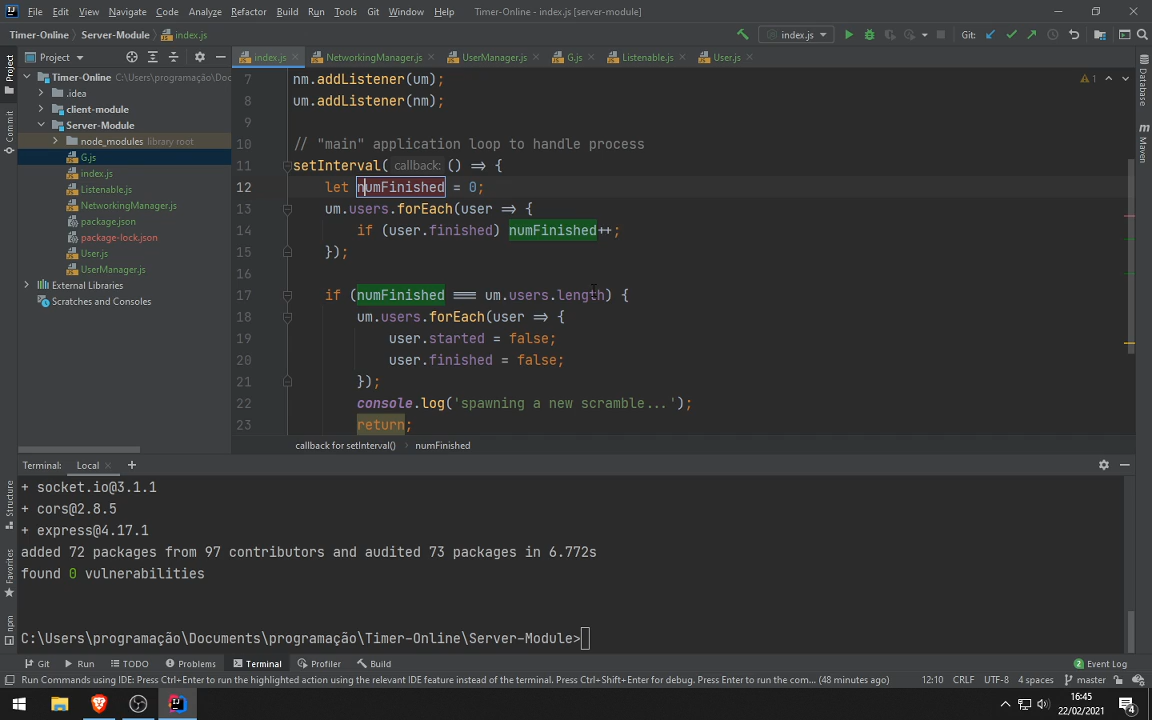 File Edit View Navigate Code Analyze Refactor Build Run Tools Git Window Help Timer-Online - index.js [server-module]
Timer-Online Server-Module index.js
index.js
Git:
Project
index.js NetworkingManager.js UserManager.js G.js Listenable.js User.js
Timer-Online C:\Users\programação\Doc
.idea
client-module
Server-Module
node_modules library root
G.js
index.js
Listenable.js
NetworkingManager.js
package.json
package-lock.json
User.js
UserManager.js
External Libraries
Scratches and Consoles
Project
Commit
Structure
Favorites
npm
Database
Maven
1
7 nm.addListener(um);
8 um.addListener(nm);
9
10 // "main" application loop to handle process
11 setInterval( callback: () => {
12 let numFinished = 0;
13 um.users.forEach(user => {
14 if (user.finished) numFinished++;
15 });
16
17 if (numFinished === um.users.length) {
18 um.users.forEach(user => {
19 user.started = false;
20 user.finished = false;
21 });
22 console.log('spawning a new scramble...');
23 return;
callback for setInterval() numFinished
Terminal: Local
+ socket.io@3.1.1
+ cors@2.8.5
+ express@4.17.1
added 72 packages from 97 contributors and audited 73 packages in 6.772s
found 0 vulnerabilities
C:\Users\programação\Documents\programação\Timer-Online\Server-Module>
Git Run TODO Problems Terminal Profiler Build 2 Event Log
Run Commands using IDE: Press Ctrl+Enter to run the highlighted action using the relevant IDE feature instead of the terminal. Press Ctrl+Shift+Enter for debug. Press Enter to run the com... (48 minutes ago) 12:10 CRLF UTF-8 4 spaces master
16:45
22/02/2021
4